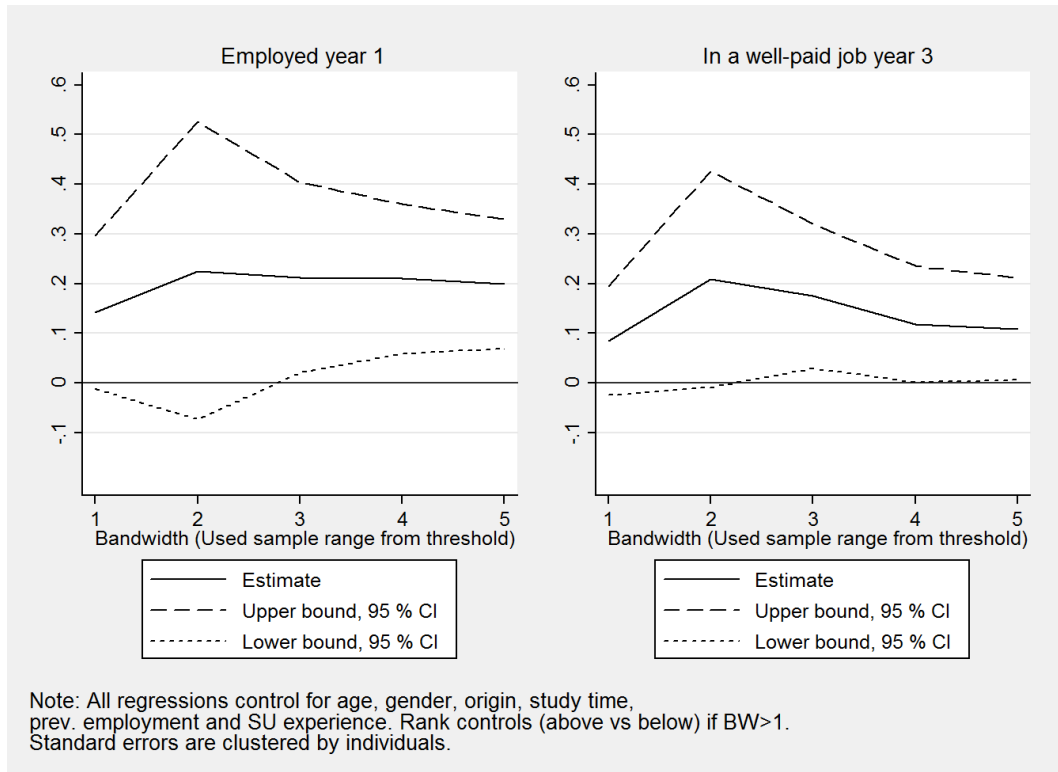 Employed year 1
.6
.5
.4
.3
.2
.1
0
-.1
1 2 3 4 5
Bandwidth (Used sample range from threshold)
Estimate
Upper bound, 95 % CI
Lower bound, 95 % CI
In a well-paid job year 3
.6
.5
.4
.3
.2
.1
0
-.1
1 2 3 4 5
Bandwidth (Used sample range from threshold)
Estimate
Upper bound, 95 % CI
Lower bound, 95 % CI
Note: All regressions control for age, gender, origin, study time,
prev. employment and SU experience. Rank controls (above vs below) if BW>1.
Standard errors are clustered by individuals.